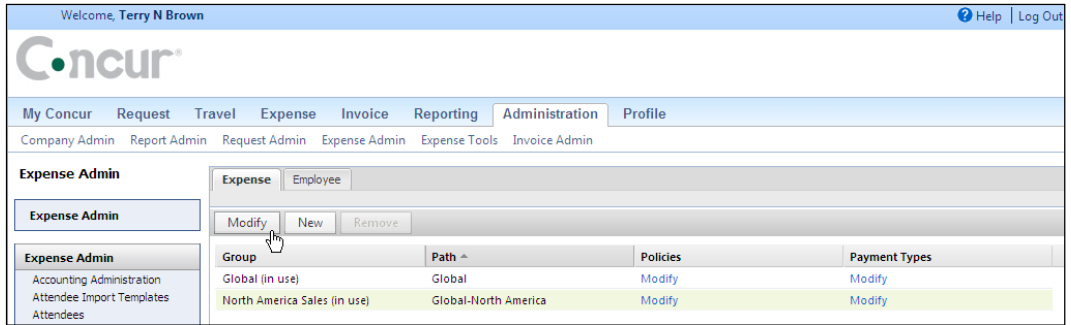 Welcome, Terry N Brown Help | Log Out
Concur®
My Concur Request Travel Expense Invoice Reporting Administration Profile
Company Admin Report Admin Request Admin Expense Admin Expense Tools Invoice Admin
Expense Admin
Expense Employee
Expense Admin
Modify New Remove
Expense Admin
Accounting Administration
Attendee Import Templates
Attendees
Group Path Policies Payment Types
Global (in use) Global Modify Modify
North America Sales (in use) Global-North America Modify Modify